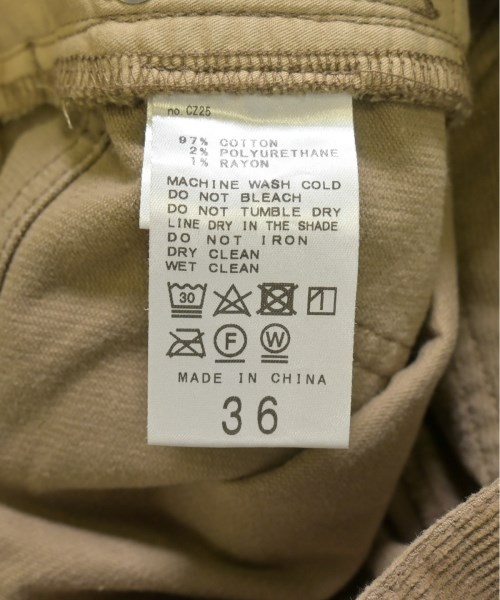 no. CZ25
97% COTTON
2% POLYURETHANE
1% RAYON
MACHINE WASH COLD
DO NOT BLEACH
DO NOT TUMBLE DRY
LINE DRY IN THE SHADE
DO NOT IRON
DRY CLEAN
WET CLEAN
30
F W
MADE IN CHINA
36